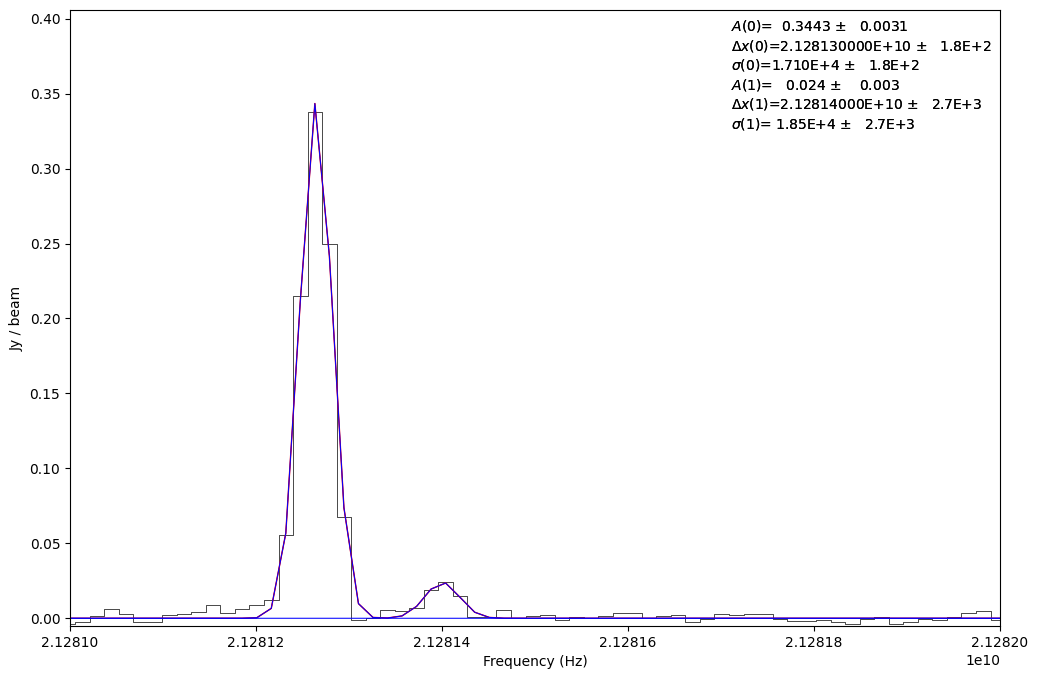 0.40
0.35
0.30
0.25
0.20
0.15
0.10
0.05
0.00
Jy / beam
A(0)= 0.3443 ± 0.0031
Δx(0)=2.128130000E+10 ± 1.8E+2
σ(0)=1.710E+4 ± 1.8E+2
A(1)= 0.024 ± 0.003
Δx(1)=2.12814000E+10 ± 2.7E+3
σ(1)= 1.85E+4 ± 2.7E+3
2.12810 2.12812 2.12814 2.12816 2.12818 2.12820
Frequency (Hz)
1e10